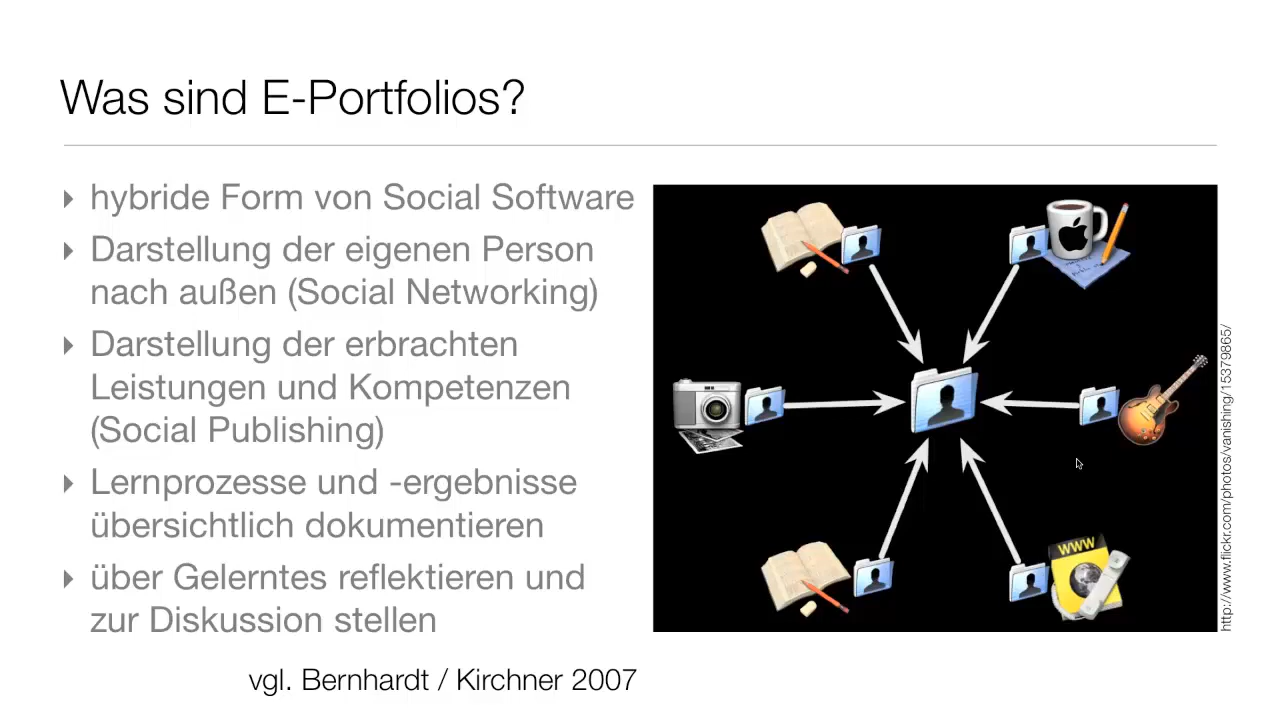 Was sind E-Portfolios?
‣ hybride Form von Social Software
‣ Darstellung der eigenen Person
nach außen (Social Networking)
‣ Darstellung der erbrachten
Leistungen und Kompetenzen
(Social Publishing)
‣ Lernprozesse und -ergebnisse
übersichtlich dokumentieren
‣ über Gelerntes reflektieren und
zur Diskussion stellen
vgl. Bernhardt / Kirchner 2007
WWW
http://www.flickr.com/photos/vanishing/15379865/